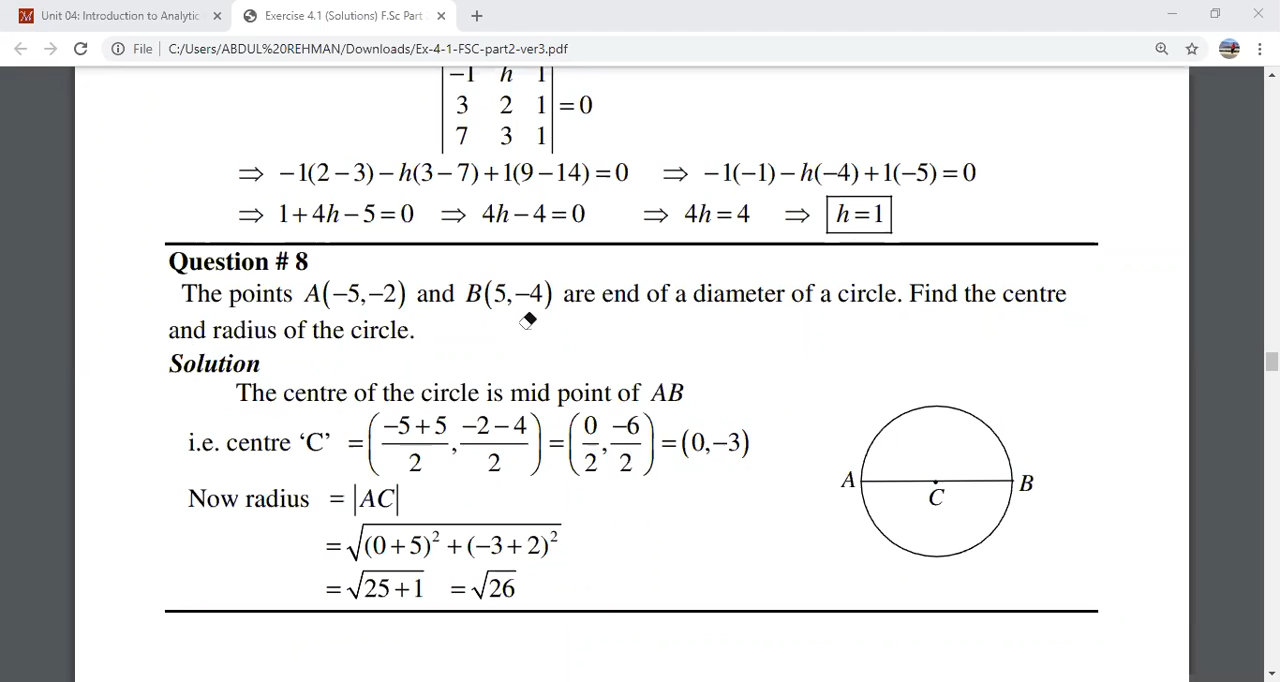 Unit 04: Introduction to Analytic
Exercise 4.1 (Solutions) F.Sc Part
File | C:/Users/ABDUL%20REHMAN/Downloads/Ex-4-1-FSC-part2-ver3.pdf
|−1 h 1|
|3 2 1| = 0
|7 3 1|
⇒ −1(2 − 3) − h(3 − 7) + 1(9 − 14) = 0 ⇒ −1(−1) − h(−4) + 1(−5) = 0
⇒ 1 + 4h − 5 = 0 ⇒ 4h − 4 = 0 ⇒ 4h = 4 ⇒ h = 1
Question # 8
The points A(−5,−2) and B(5,−4) are end of a diameter of a circle. Find the centre
and radius of the circle.
Solution
The centre of the circle is mid point of AB
i.e. centre ‘C’ = ((−5 + 5)/2, (−2 − 4)/2) = (0/2, −6/2) = (0,−3)
Now radius = |AC|
= √((0 + 5)² + (−3 + 2)²)
= √(25 + 1) = √26
A
B
C